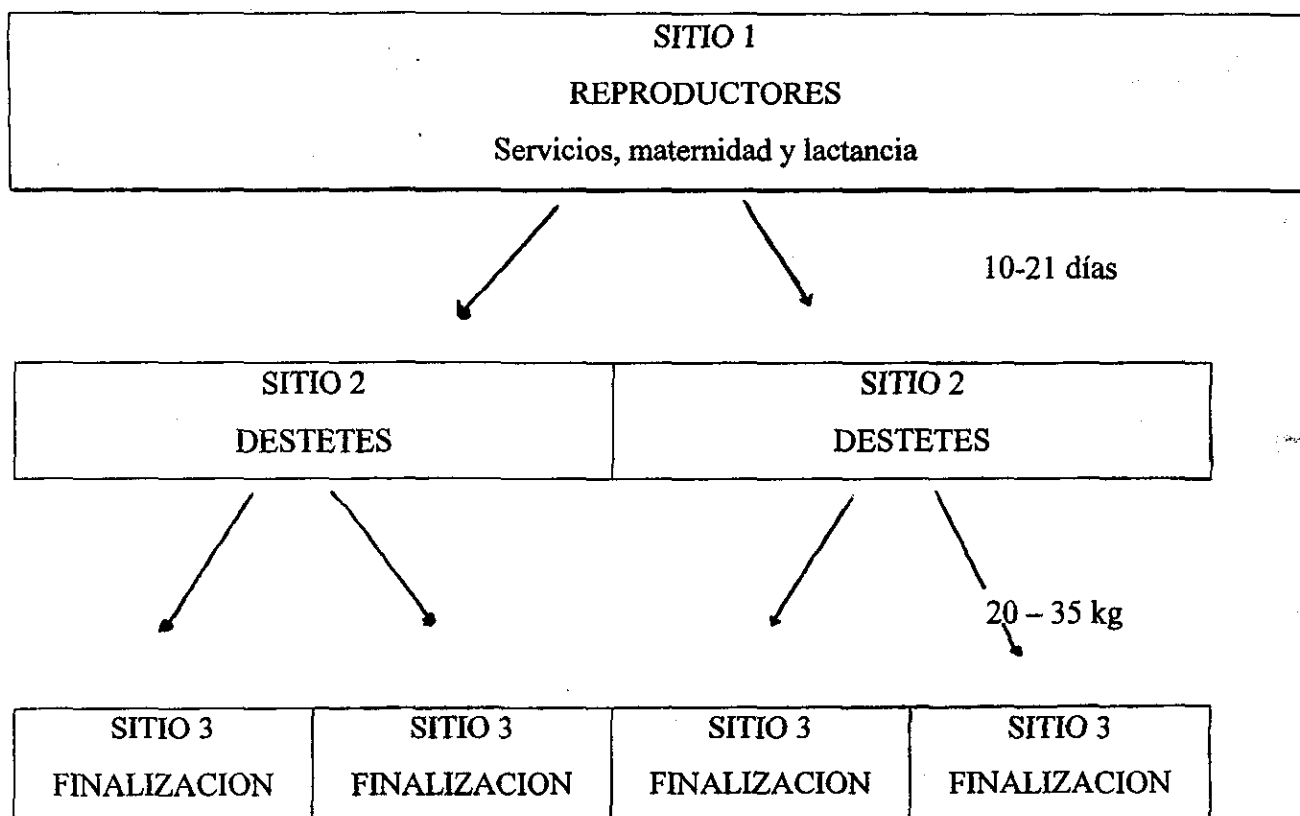 SITIO 1
REPRODUCTORES
Servicios, maternidad y lactancia
10-21 días
SITIO 2
DESTETES
SITIO 2
DESTETES
20 – 35 kg
SITIO 3
FINALIZACION
SITIO 3
FINALIZACION
SITIO 3
FINALIZACION
SITIO 3
FINALIZACION